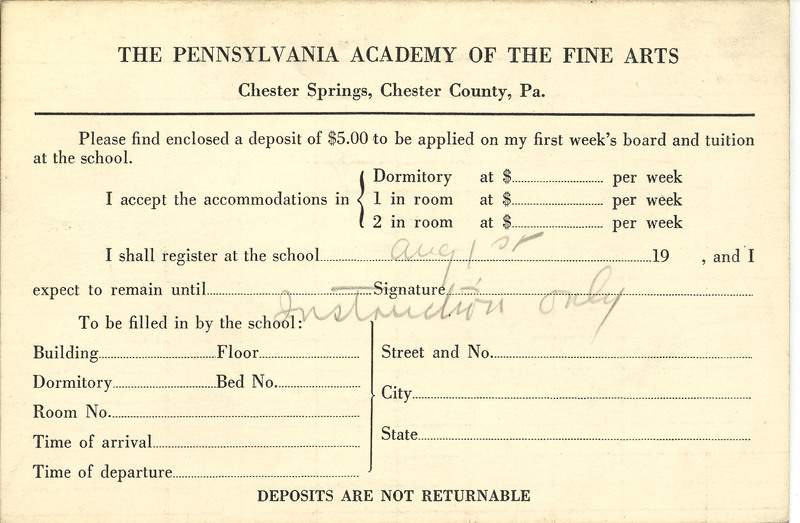 THE PENNSYLVANIA ACADEMY OF THE FINE ARTS
Chester Springs, Chester County, Pa.
Please find enclosed a deposit of $5.00 to be applied on my first week's board and tuition
at the school.
I accept the accommodations in
Dormitory at $ per week
1 in room at $ per week
2 in room at $ per week
I shall register at the school aug 1st 19 , and I
expect to remain until Signature
Instruction only
To be filled in by the school:
Building Floor
Dormitory Bed No.
Room No.
Time of arrival
Time of departure
Street and No.
City
State
DEPOSITS ARE NOT RETURNABLE